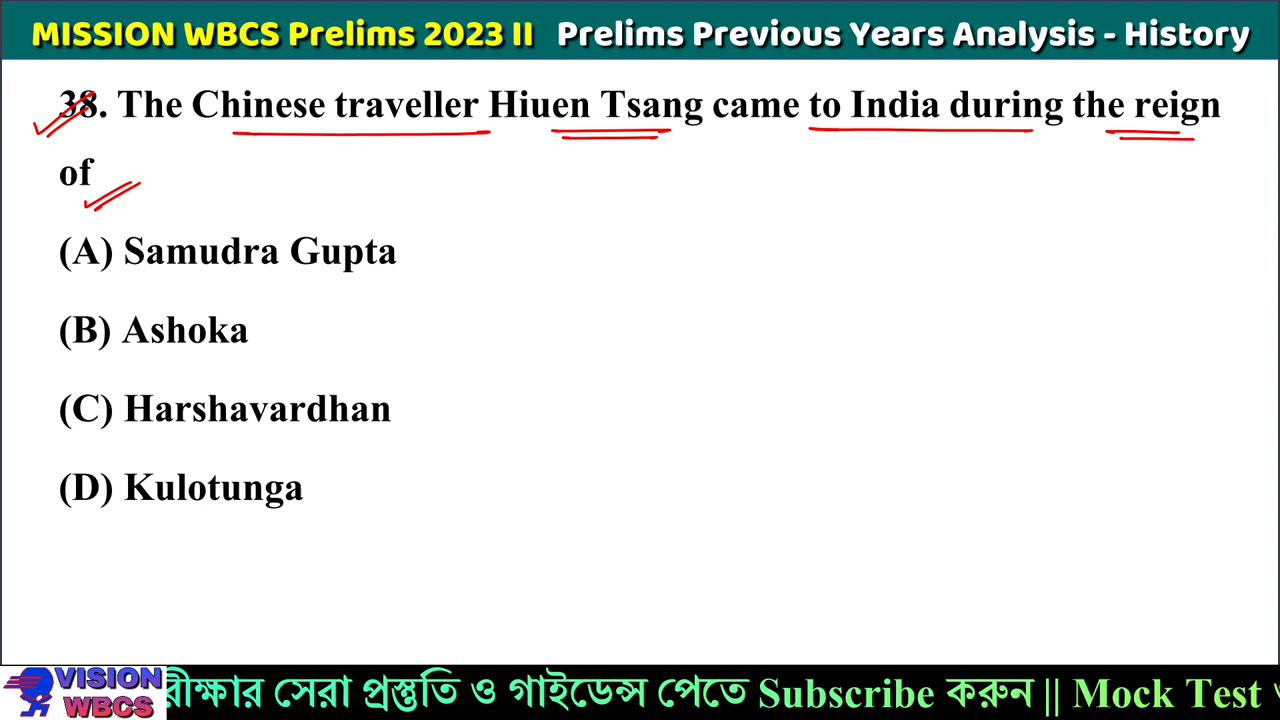 MISSION WBCS Prelims 2023 II Prelims Previous Years Analysis - History
38. The Chinese traveller Hiuen Tsang came to India during the reign
of
(A) Samudra Gupta
(B) Ashoka
(C) Harshavardhan
(D) Kulotunga
VISION
WBCS
রীক্ষার সেরা প্রস্তুতি ও গাইডেন্স পেতে Subscribe করুন || Mock Test